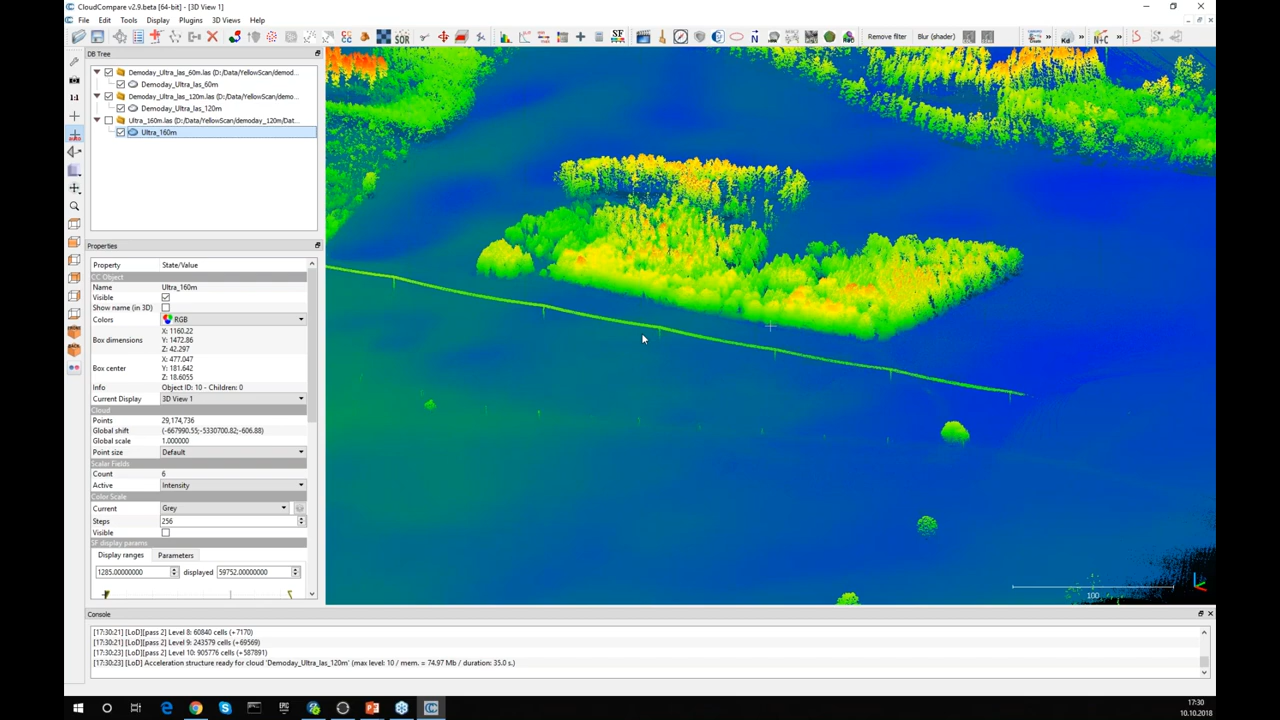 CloudCompare v2.9.beta [64-bit] - [3D View 1]
File Edit Tools Display Plugins 3D Views Help
1:1 CC SOR SF Remove filter Blur (shader) Kd
DB Tree
Demoday_Ultra_las_60m.las (D:/Data/YellowScan/demod...
Demoday_Ultra_las_60m
Demoday_Ultra_las_120m.las (D:/Data/YellowScan/demo...
Demoday_Ultra_las_120m
Ultra_160m.las (D:/Data/YellowScan/demoday_120m/Dat...
Ultra_160m
Properties
Property State/Value
CC Object
Name Ultra_160m
Visible
Show name (in 3D)
Colors RGB
Box dimensions X: 1160.22
Y: 1472.86
Z: 42.297
Box center X: 477.047
Y: 181.642
Z: 18.6055
Info Object ID: 10 - Children: 0
Current Display 3D View 1
Cloud
Points 29,174,736
Global shift (-667990.55;-5330700.82;-606.88)
Global scale 1.000000
Point size Default
Scalar Fields
Count 6
Active Intensity
Color Scale
Current Grey
Steps 256
Visible
SF display params
Display ranges Parameters
1285.00000000 displayed 59752.00000000
100
Console
[17:30:21] [LoD][pass 2] Level 8: 60840 cells (+7170)
[17:30:21] [LoD][pass 2] Level 9: 243579 cells (+69569)
[17:30:23] [LoD][pass 2] Level 10: 905776 cells (+587891)
[17:30:23] [LoD] Acceleration structure ready for cloud 'Demoday_Ultra_las_120m' (max level: 10 / mem. = 74.97 Mb / duration: 35.0 s.)
17:30
10.10.2018